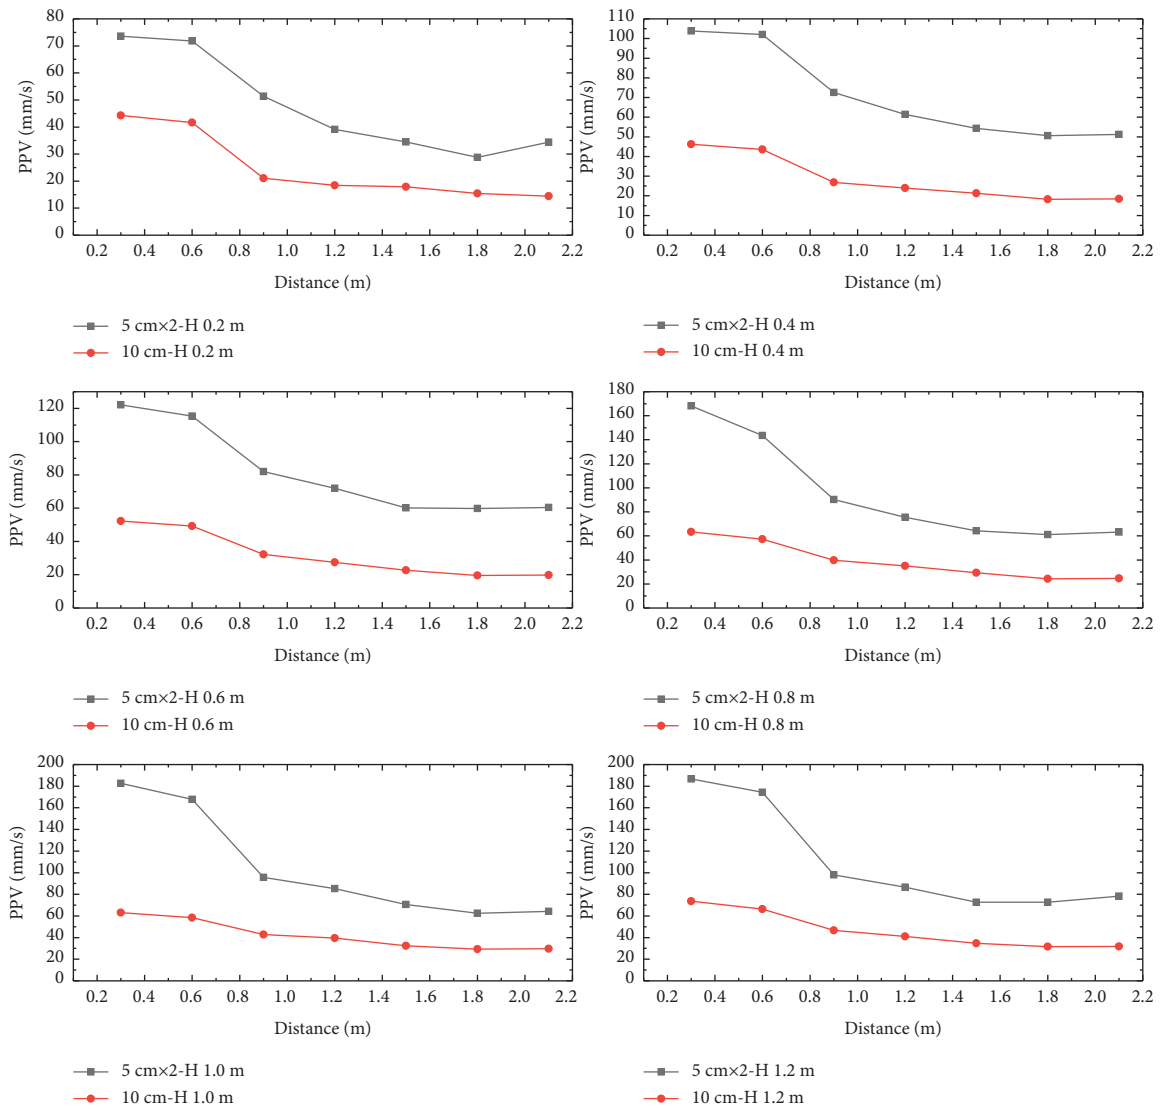 PPV (mm/s)
80
70
60
50
40
30
20
10
0
0.2 0.4 0.6 0.8 1.0 1.2 1.4 1.6 1.8 2.0 2.2
Distance (m)
5 cm×2-H 0.2 m
10 cm-H 0.2 m
PPV (mm/s)
110
100
90
80
70
60
50
40
30
20
10
0
0.2 0.4 0.6 0.8 1.0 1.2 1.4 1.6 1.8 2.0 2.2
Distance (m)
5 cm×2-H 0.4 m
10 cm-H 0.4 m
PPV (mm/s)
120
100
80
60
40
20
0
0.2 0.4 0.6 0.8 1.0 1.2 1.4 1.6 1.8 2.0 2.2
Distance (m)
5 cm×2-H 0.6 m
10 cm-H 0.6 m
PPV (mm/s)
180
160
140
120
100
80
60
40
20
0
0.2 0.4 0.6 0.8 1.0 1.2 1.4 1.6 1.8 2.0 2.2
Distance (m)
5 cm×2-H 0.8 m
10 cm-H 0.8 m
PPV (mm/s)
200
180
160
140
120
100
80
60
40
20
0
0.2 0.4 0.6 0.8 1.0 1.2 1.4 1.6 1.8 2.0 2.2
Distance (m)
5 cm×2-H 1.0 m
10 cm-H 1.0 m
PPV (mm/s)
200
180
160
140
120
100
80
60
40
20
0
0.2 0.4 0.6 0.8 1.0 1.2 1.4 1.6 1.8 2.0 2.2
Distance (m)
5 cm×2-H 1.2 m
10 cm-H 1.2 m